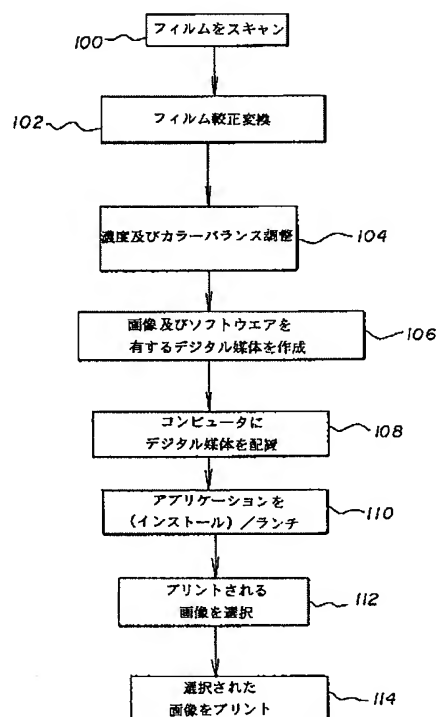 100
フィルムをスキャン
102
フィルム較正変換
濃度及びカラーバランス調整
104
画像及びソフトウエアを
有するデジタル媒体を作成
106
コンピュータに
デジタル媒体を配置
108
アプリケーションを
(インストール)/ランチ
110
プリントされる
画像を選択
112
選択された
画像をプリント
114